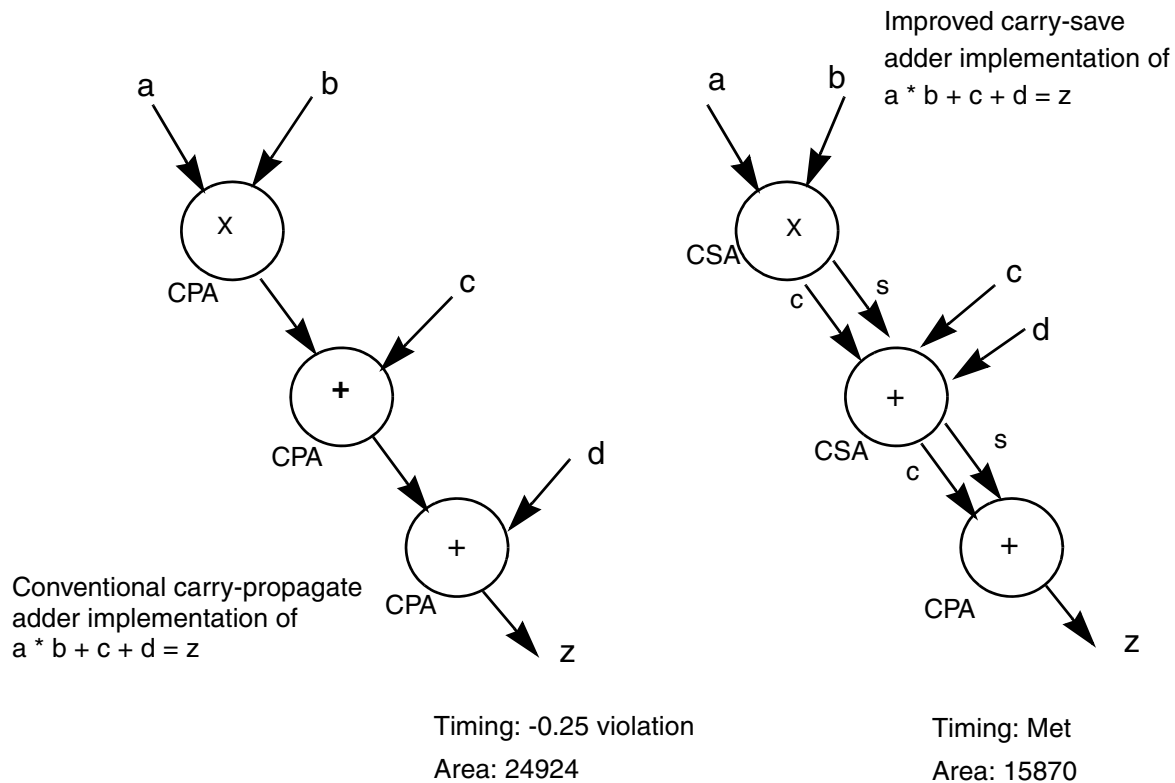 Improved carry-save
adder implementation of
a * b + c + d = z
a
b
X
CPA
c
+
CPA
d
+
CPA
z
Conventional carry-propagate
adder implementation of
a * b + c + d = z
Timing: -0.25 violation
Area: 24924
a
b
X
CSA
c
s
c
d
+
CSA
c
s
+
CPA
z
Timing: Met
Area: 15870